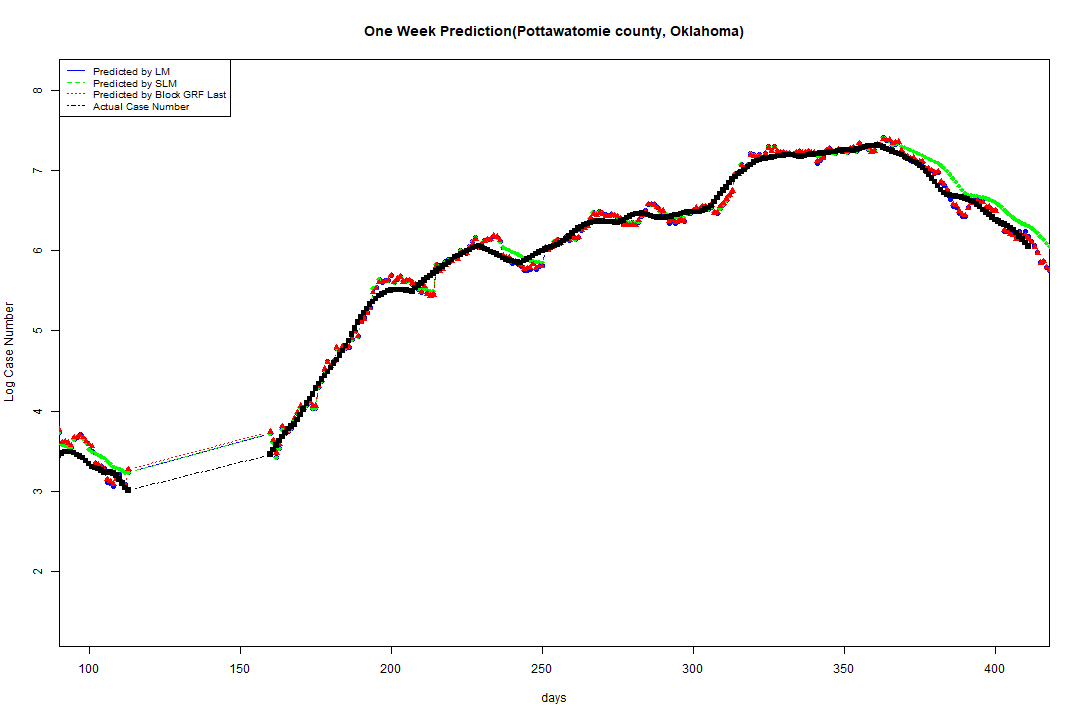 One Week Prediction(Pottawatomie county, Oklahoma)
Predicted by LM
Predicted by SLM
Predicted by Block GRF Last
Actual Case Number
8
7
6
5
4
3
2
Log Case Number
100 150 200 250 300 350 400
days